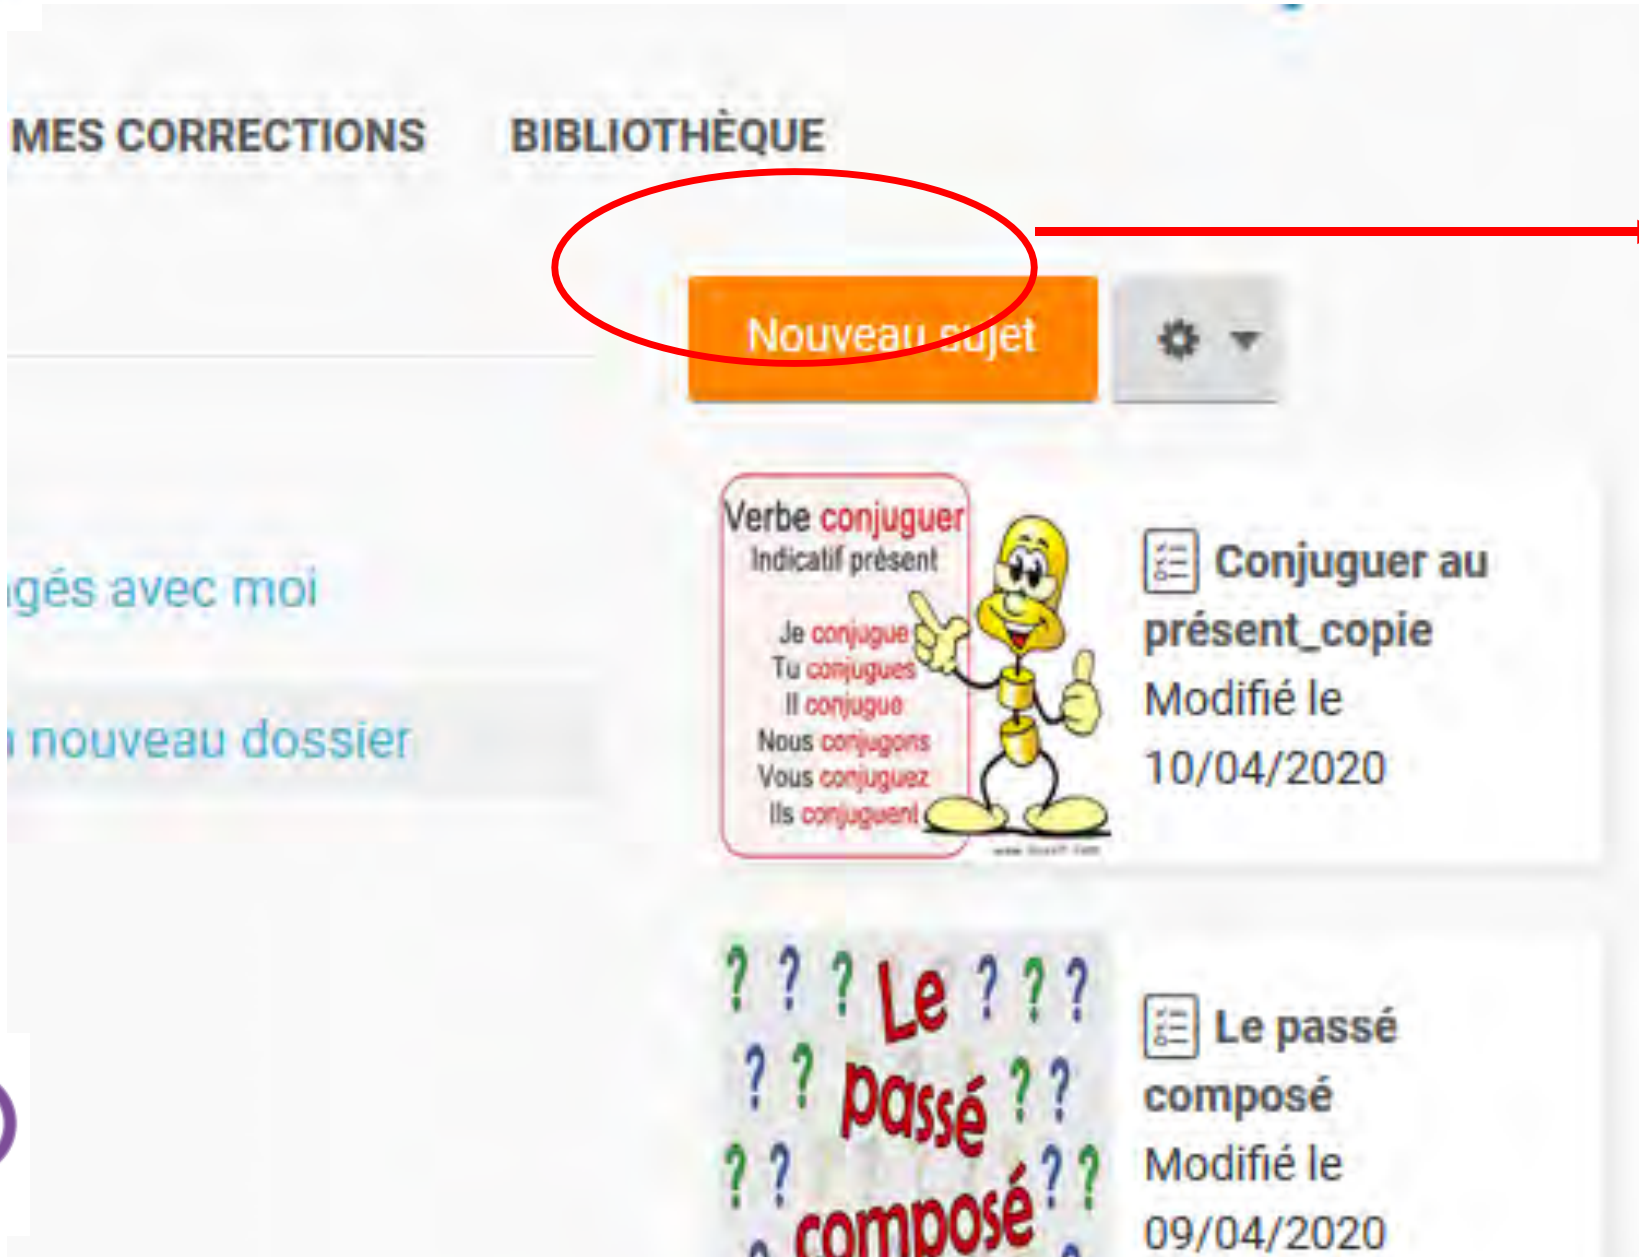 MES CORRECTIONS BIBLIOTHÈQUE
Nouveau sujet
gés avec moi
nouveau dossier
Verbe conjuguer
Indicatif présent
Je conjugue
Tu conjugues
Il conjugue
Nous conjugons
Vous conjuguez
Ils conjuguent
Conjuguer au
présent_copie
Modifié le
10/04/2020
? ? ? Le ? ? ?
? ? passé ? ?
? ? composé ? ?
Le passé
composé
Modifié le
09/04/2020